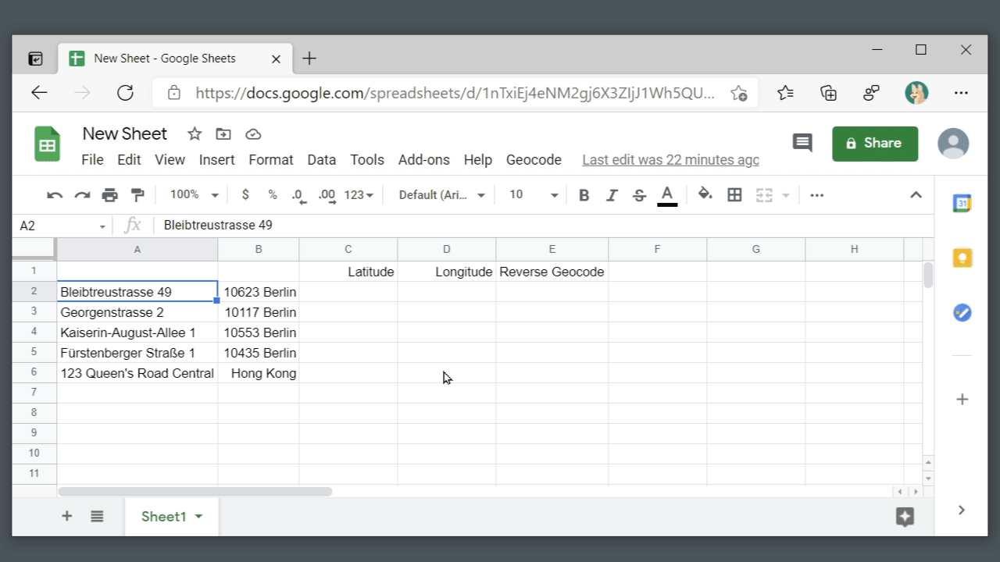 New Sheet - Google Sheets
https://docs.google.com/spreadsheets/d/1nTxiEj4eNM2gj6X3ZIjJ1Wh5QU...
New Sheet
Share
File Edit View Insert Format Data Tools Add-ons Help Geocode Last edit was 22 minutes ago
100% $ % .0 .00 123 Default (Ari... 10 B I S A
31
A2 fx Bleibtreustrasse 49
A B C D E F G H
1 Latitude Longitude Reverse Geocode
2 Bleibtreustrasse 49 10623 Berlin
3 Georgenstrasse 2 10117 Berlin
4 Kaiserin-August-Allee 1 10553 Berlin
5 Fürstenberger Straße 1 10435 Berlin
6 123 Queen's Road Central Hong Kong
7
8
9
10
11
Sheet1